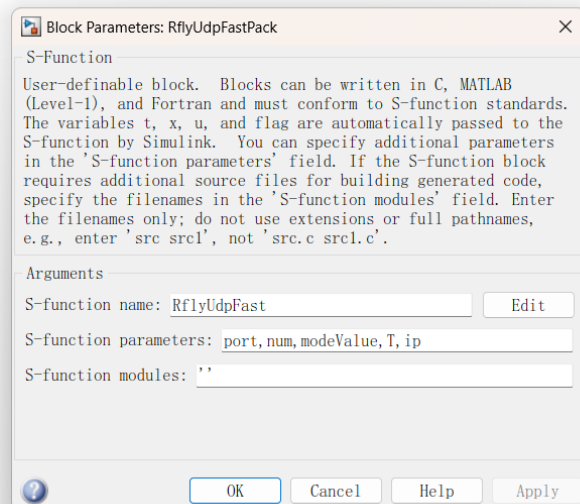 Block Parameters: RflyUdpFastPack
S-Function
User-definable block.  Blocks can be written in C, MATLAB
(Level-1), and Fortran and must conform to S-function standards.
The variables t, x, u, and flag are automatically passed to the
S-function by Simulink.  You can specify additional parameters
in the 'S-function parameters' field. If the S-function block
requires additional source files for building generated code,
specify the filenames in the 'S-function modules' field. Enter
the filenames only; do not use extensions or full pathnames,
e.g., enter 'src src1', not 'src.c src1.c'.
Arguments
S-function name: RflyUdpFast Edit
S-function parameters: port,num,modeValue,T,ip
S-function modules: ''
OK Cancel Help Apply